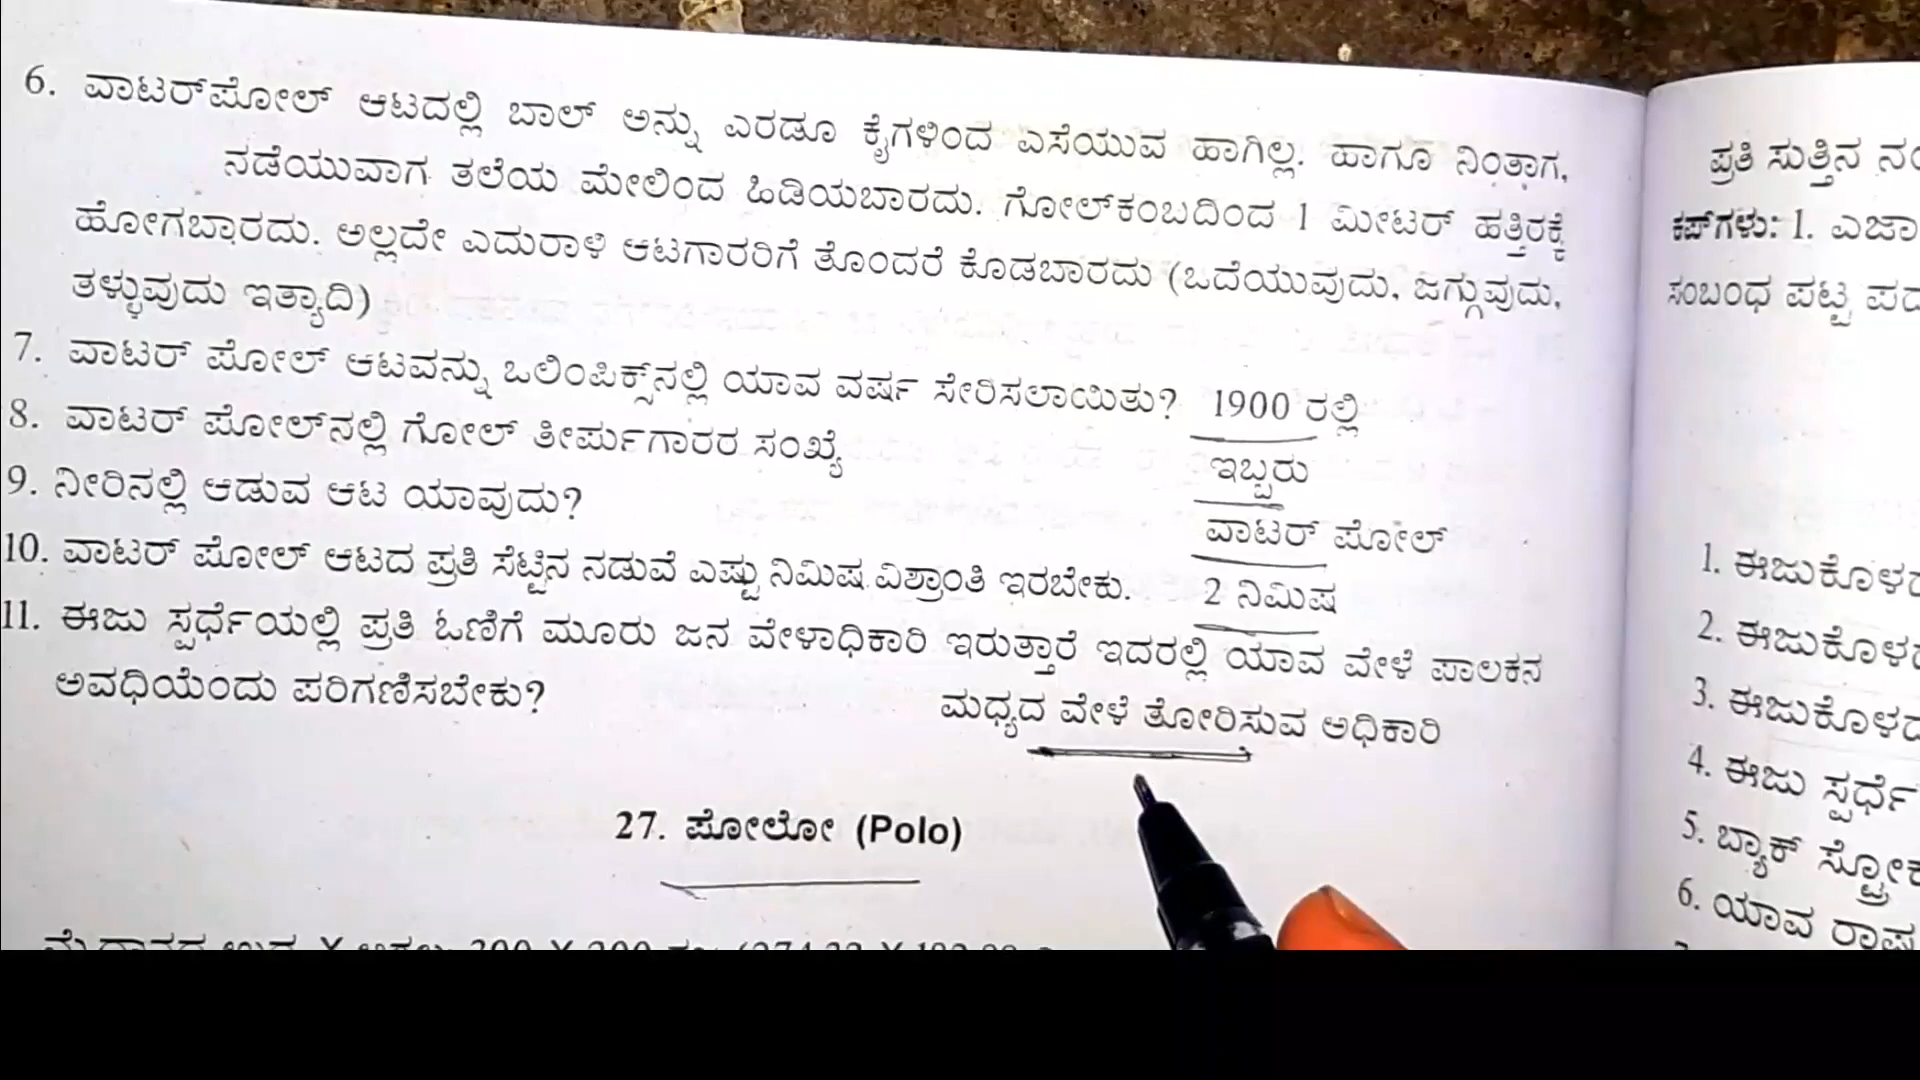 6. ವಾಟರ್‌ಪೋಲ್ ಆಟದಲ್ಲಿ ಬಾಲ್ ಅನ್ನು ಎರಡೂ ಕೈಗಳಿಂದ ಎಸೆಯುವ ಹಾಗಿಲ್ಲ. ಹಾಗೂ ನಿಂತಾಗ,
ನಡೆಯುವಾಗ ತಲೆಯ ಮೇಲಿಂದ ಹಿಡಿಯಬಾರದು. ಗೋಲ್‌ಕಂಬದಿಂದ 1 ಮೀಟರ್ ಹತ್ತಿರಕ್ಕೆ
ಹೋಗಬಾರದು. ಅಲ್ಲದೇ ಎದುರಾಳಿ ಆಟಗಾರರಿಗೆ ತೊಂದರೆ ಕೊಡಬಾರದು (ಒದೆಯುವುದು, ಜಗ್ಗುವುದು,
ತಳ್ಳುವುದು ಇತ್ಯಾದಿ)
7. ವಾಟರ್ ಪೋಲ್ ಆಟವನ್ನು ಒಲಿಂಪಿಕ್ಸ್‌ನಲ್ಲಿ ಯಾವ ವರ್ಷ ಸೇರಿಸಲಾಯಿತು? 1900 ರಲ್ಲಿ
8. ವಾಟರ್ ಪೋಲ್‌ನಲ್ಲಿ ಗೋಲ್ ತೀರ್ಪುಗಾರರ ಸಂಖ್ಯೆ ಇಬ್ಬರು
9. ನೀರಿನಲ್ಲಿ ಆಡುವ ಆಟ ಯಾವುದು? ವಾಟರ್ ಪೋಲ್
10. ವಾಟರ್ ಪೋಲ್ ಆಟದ ಪ್ರತಿ ಸೆಟ್ಟಿನ ನಡುವೆ ಎಷ್ಟು ನಿಮಿಷ ವಿಶ್ರಾಂತಿ ಇರಬೇಕು. 2 ನಿಮಿಷ
11. ಈಜು ಸ್ಪರ್ಧೆಯಲ್ಲಿ ಪ್ರತಿ ಓಣಿಗೆ ಮೂರು ಜನ ವೇಳಾಧಿಕಾರಿ ಇರುತ್ತಾರೆ ಇದರಲ್ಲಿ ಯಾವ ವೇಳೆ ಪಾಲಕನ
ಅವಧಿಯೆಂದು ಪರಿಗಣಿಸಬೇಕು? ಮಧ್ಯದ ವೇಳೆ ತೋರಿಸುವ ಅಧಿಕಾರಿ
27. ಪೋಲೋ (Polo)
ಪ್ರತಿ ಸುತ್ತಿನ
ಕಪ್‌ಗಳು: 1.
ಸಂಬಂಧ ಪಟ್ಟ
1.
2.
3.
4. ಈಜು ಸ್ಪರ್ಧೆ
5. ಬ್ಯಾಕ್
6. ಯಾವ